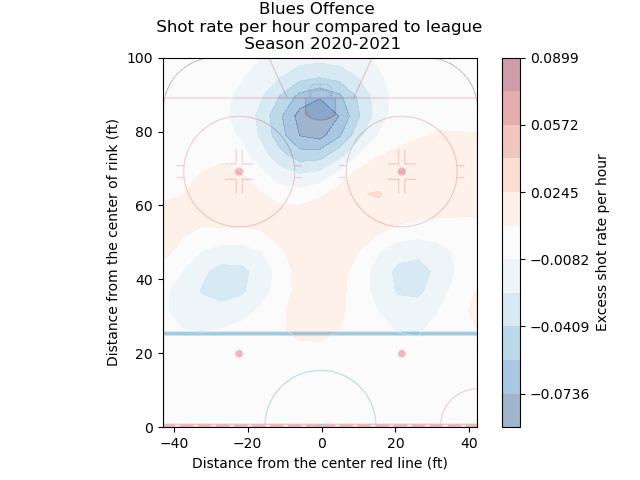 Blues Offence
Shot rate per hour compared to league
Season 2020-2021
100
80
60
40
20
0
−40
−20
0
20
40
Distance from the center of rink (ft)
Distance from the center red line (ft)
0.0899
0.0572
0.0245
−0.0082
−0.0409
−0.0736
Excess shot rate per hour